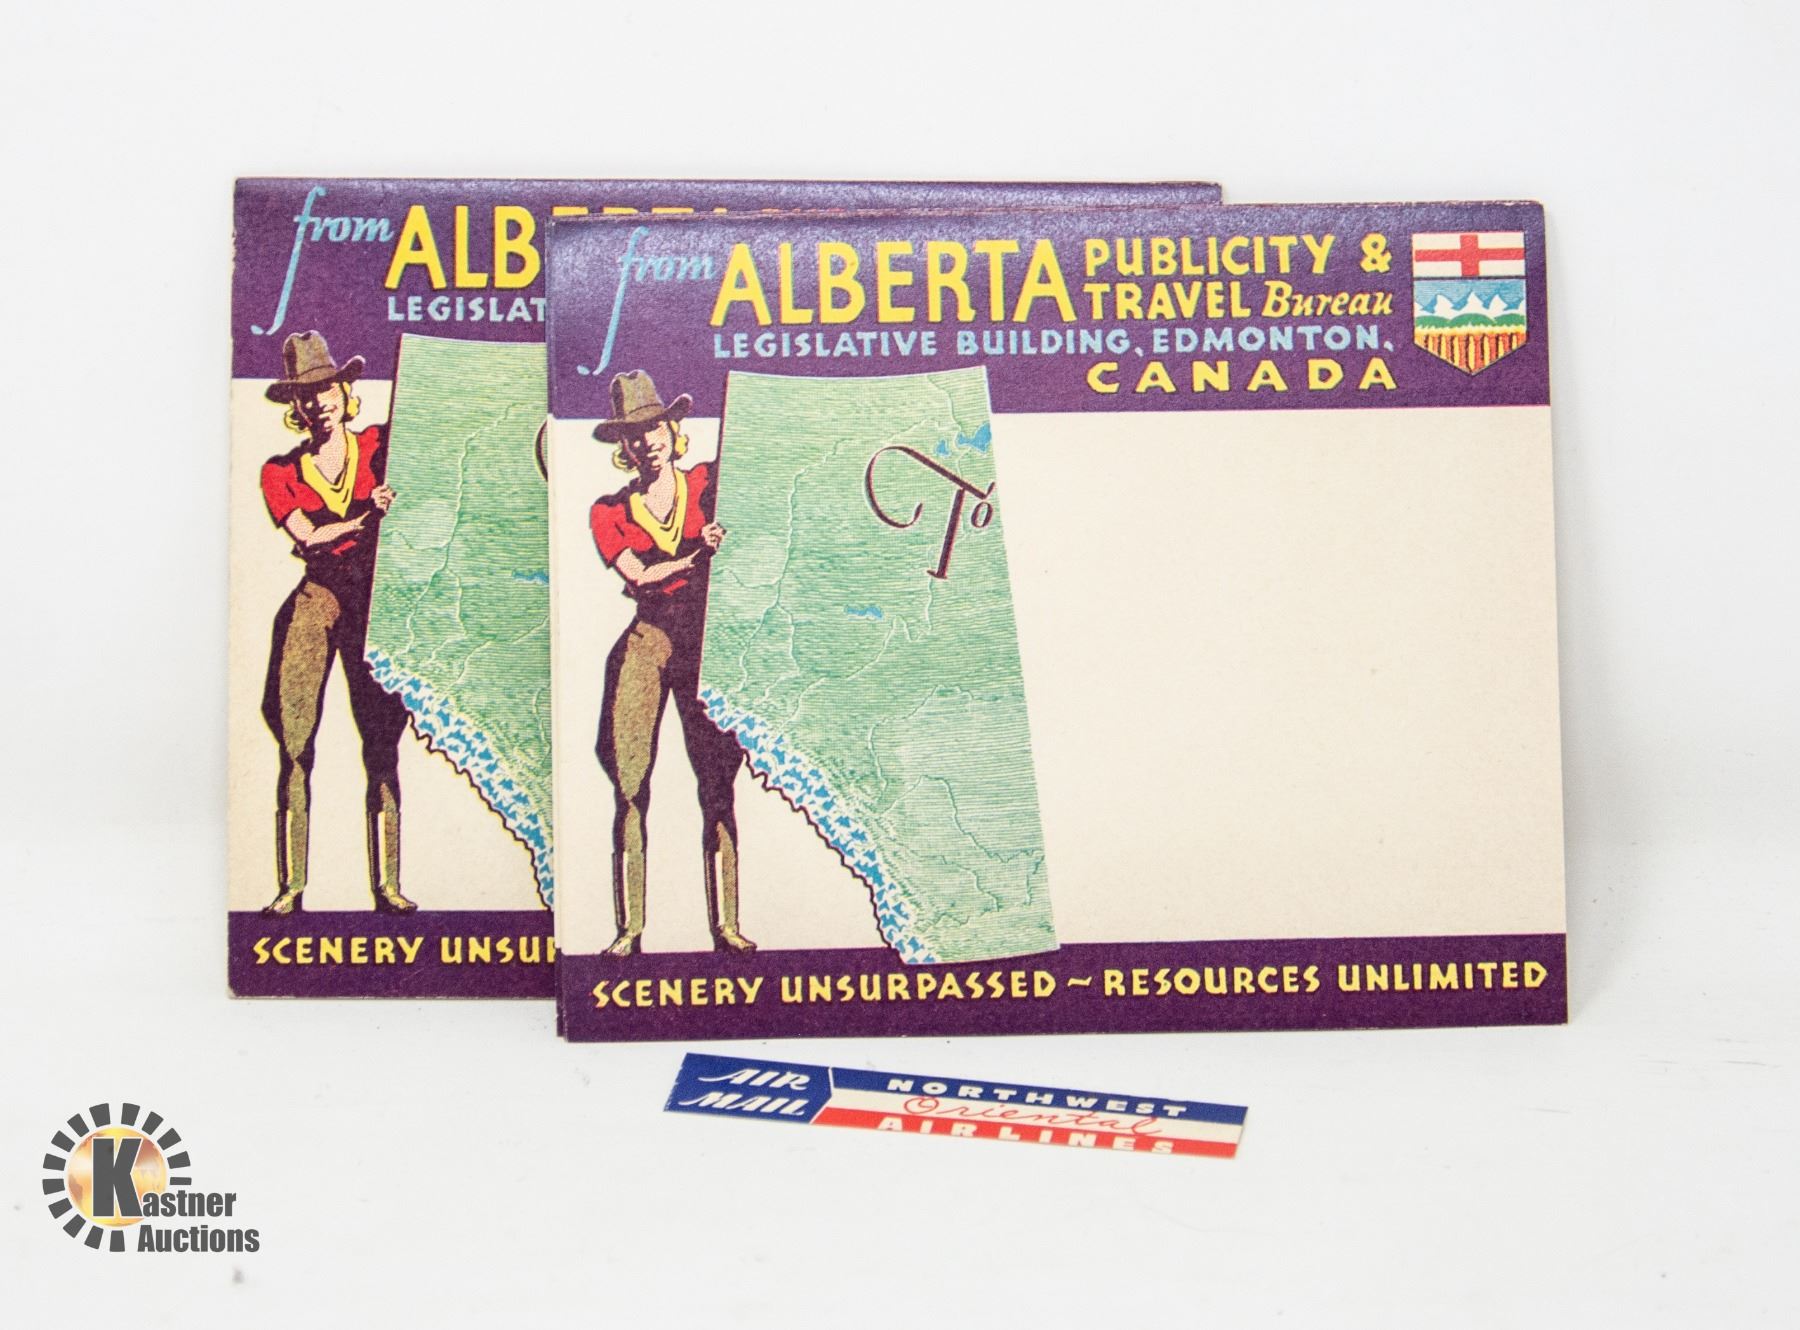 from ALB
LEGISLAT
SCENERY UNSUR
from ALBERTA PUBLICITY &
TRAVEL Bureau
LEGISLATIVE BUILDING, EDMONTON,
CANADA
To
SCENERY UNSURPASSED ~ RESOURCES UNLIMITED
AIR
MAIL
NORTHWEST
Oriental
AIRLINES
Kastner
Auctions